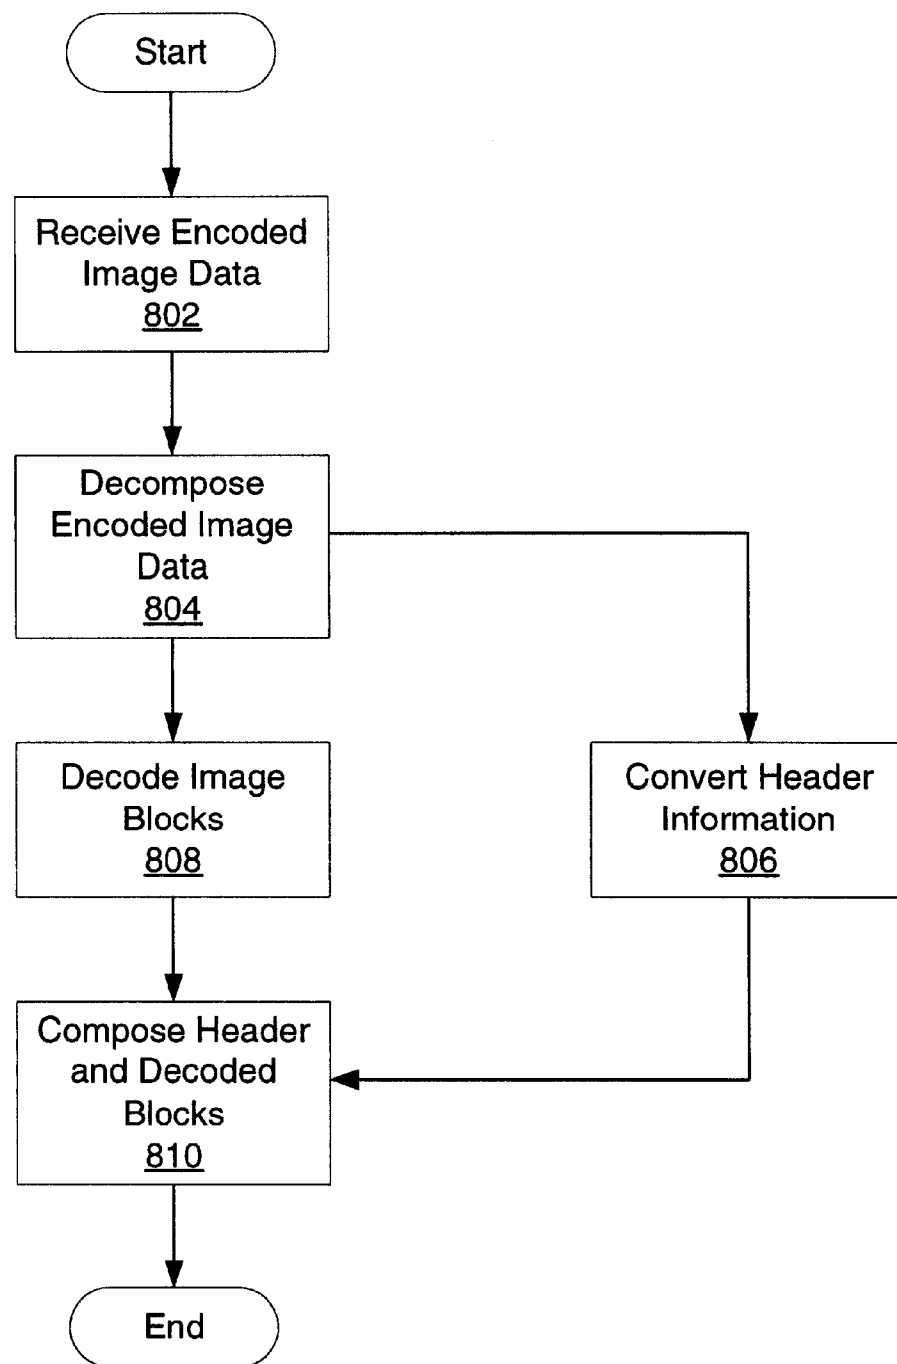 Start
Receive Encoded
Image Data
802
Decompose
Encoded Image
Data
804
Decode Image
Blocks
808
Convert Header
Information
806
Compose Header
and Decoded
Blocks
810
End